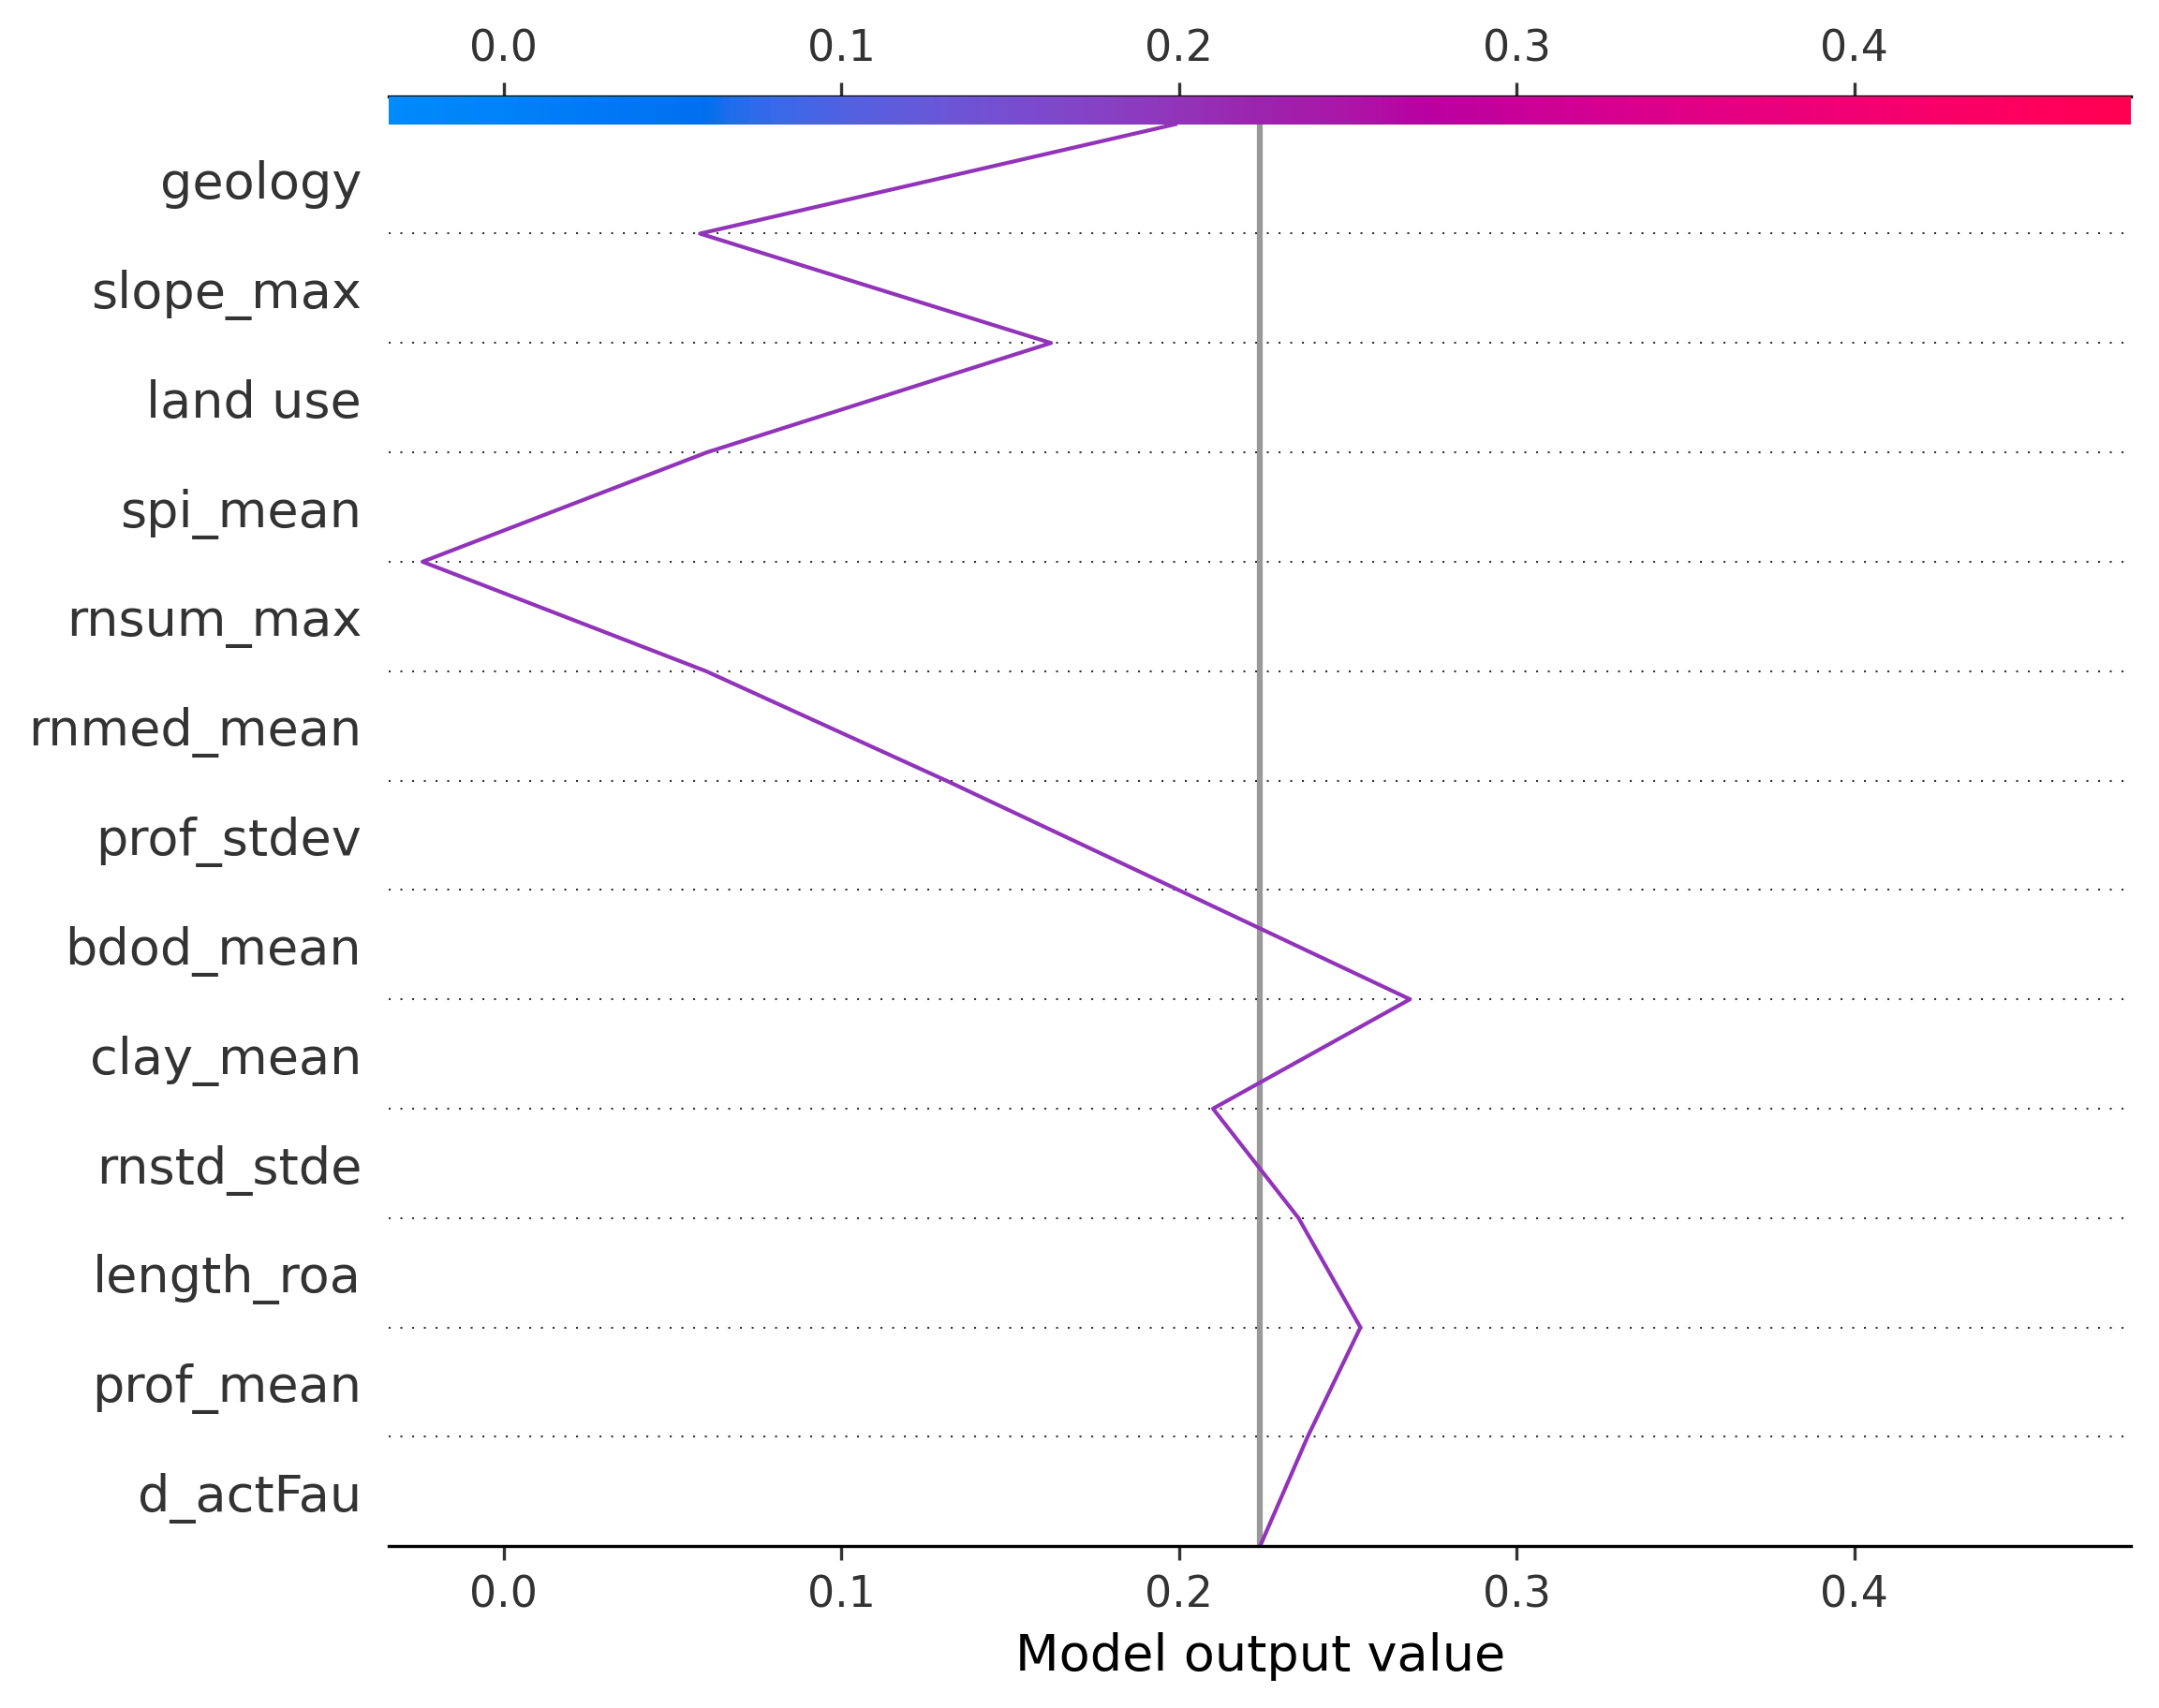 0.0 0.1 0.2 0.3 0.4
geology
slope_max
land use
spi_mean
rnsum_max
rnmed_mean
prof_stdev
bdod_mean
clay_mean
rnstd_stde
length_roa
prof_mean
d_actFau
0.0 0.1 0.2 0.3 0.4
Model output value